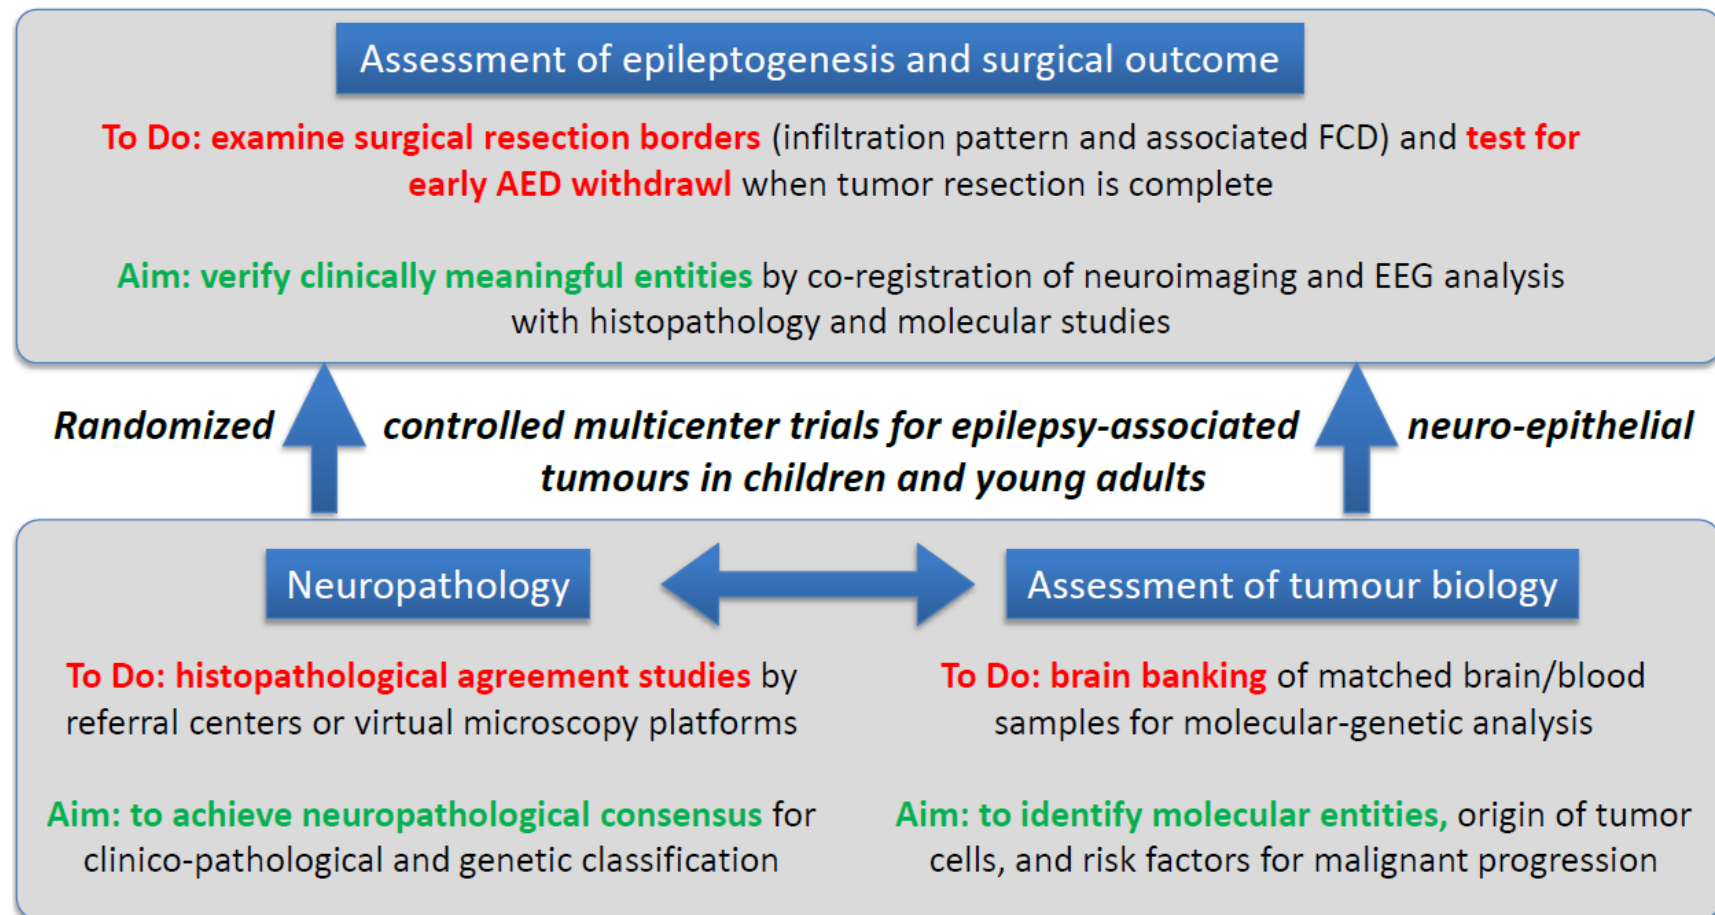 Assessment of epileptogenesis and surgical outcome
To Do: examine surgical resection borders (infiltration pattern and associated FCD) and test for
early AED withdrawl when tumor resection is complete
Aim: verify clinically meaningful entities by co-registration of neuroimaging and EEG analysis
with histopathology and molecular studies
Randomized controlled multicenter trials for epilepsy-associated neuro-epithelial
tumours in children and young adults
Neuropathology
To Do: histopathological agreement studies by
referral centers or virtual microscopy platforms
Aim: to achieve neuropathological consensus for
clinico-pathological and genetic classification
Assessment of tumour biology
To Do: brain banking of matched brain/blood
samples for molecular-genetic analysis
Aim: to identify molecular entities, origin of tumor
cells, and risk factors for malignant progression